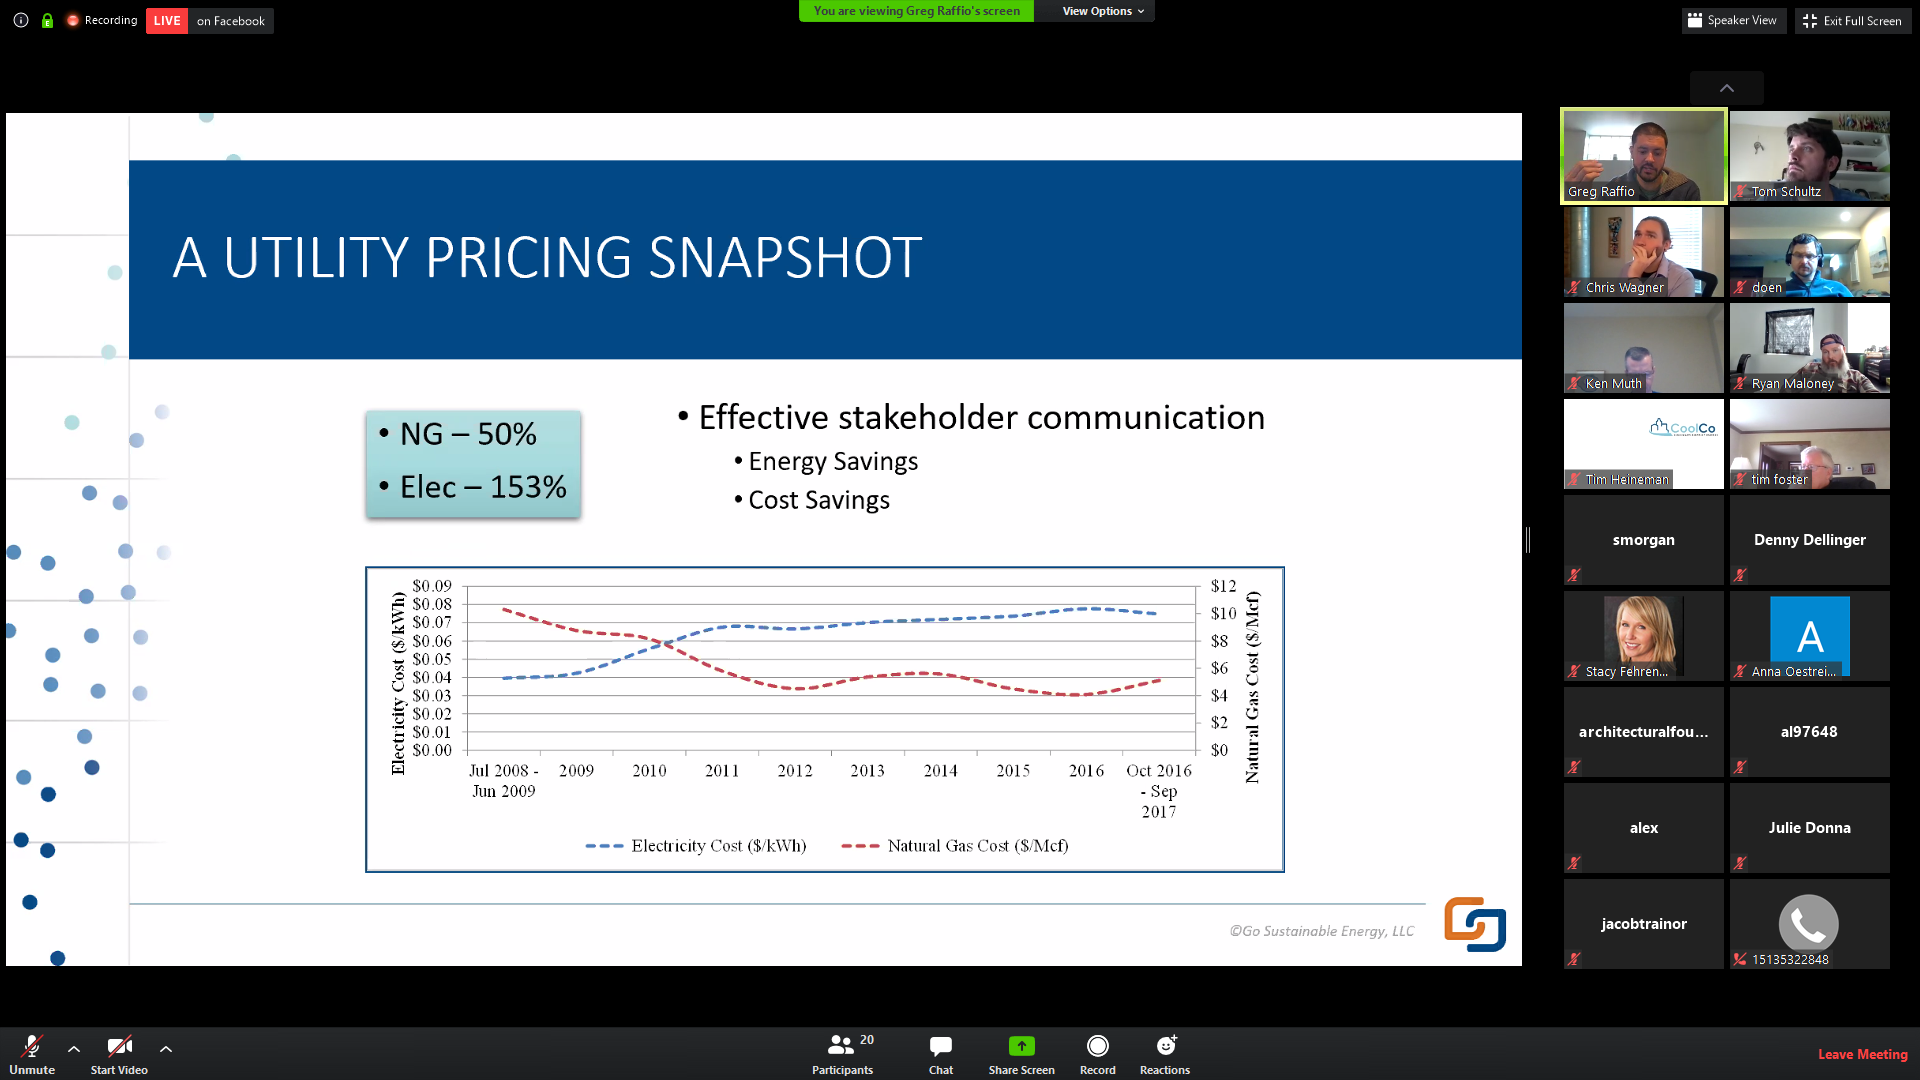 Recording
LIVE
on Facebook
You are viewing Greg Raffio's screen
View Options
Speaker View
Exit Full Screen
A UTILITY PRICING SNAPSHOT
• NG – 50%
• Elec – 153%
• Effective stakeholder communication
• Energy Savings
• Cost Savings
Electricity Cost ($/kWh)
$0.09
$0.08
$0.07
$0.06
$0.05
$0.04
$0.03
$0.02
$0.01
$0.00
$12
$10
$8
$6
$4
$2
$0
Natural Gas Cost ($/Mcf)
Jul 2008 - Jun 2009
2009
2010
2011
2012
2013
2014
2015
2016
Oct 2016 - Sep 2017
Electricity Cost ($/kWh)
Natural Gas Cost ($/Mcf)
©Go Sustainable Energy, LLC
Greg Raffio
Tom Schultz
Chris Wagner
doen
Ken Muth
Ryan Maloney
CoolCo
Tim Heineman
tim foster
smorgan
Denny Dellinger
Stacy Fehren...
A
Anna Oestrei...
architecturalfou...
al97648
alex
Julie Donna
jacobtrainor
15135322848
Unmute
Start Video
Participants
20
Chat
Share Screen
Record
Reactions
Leave Meeting